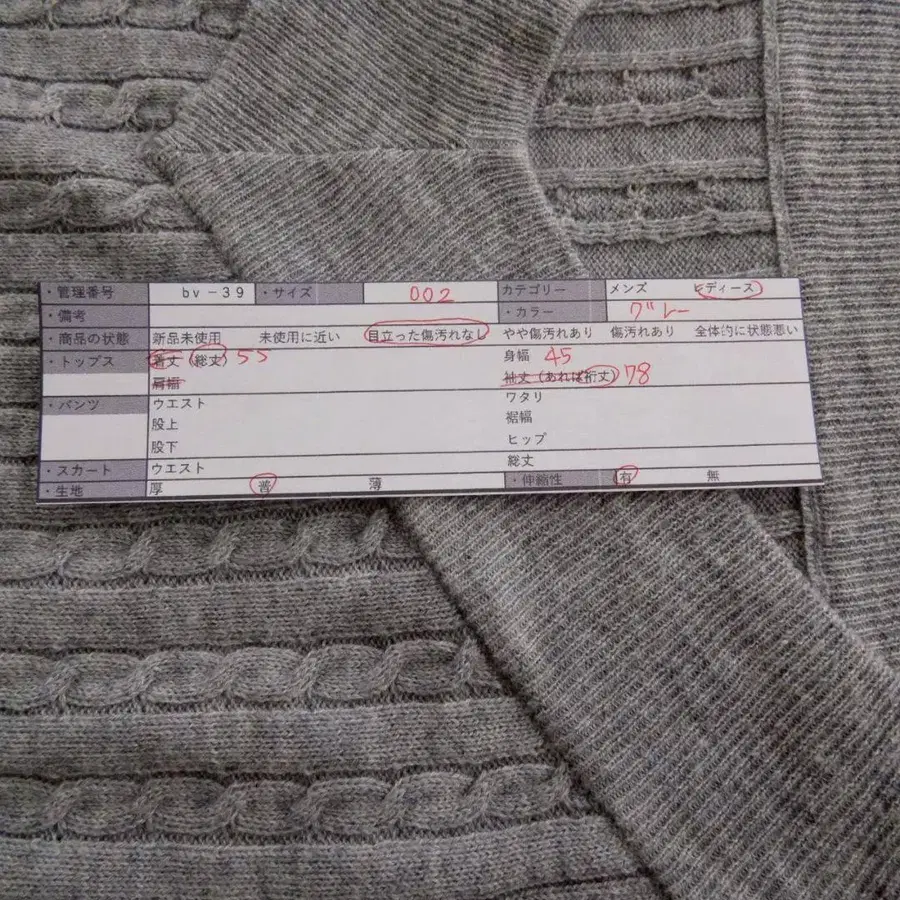 ・管理番号 bv－39 ・サイズ 002 カテゴリー メンズ レディース
・備考 ・カラー グレー
・商品の状態 新品未使用 未使用に近い 目立った傷汚れなし やや傷汚れあり 傷汚れあり 全体的に状態悪い
・トップス 着丈（総丈） 55 身幅 45
肩幅 袖丈（あれば裄丈） 78
・パンツ ウエスト ワタリ
股上 裾幅
股下 ヒップ
総丈
・スカート ウエスト
・生地 厚 普 薄 ・伸縮性 有 無